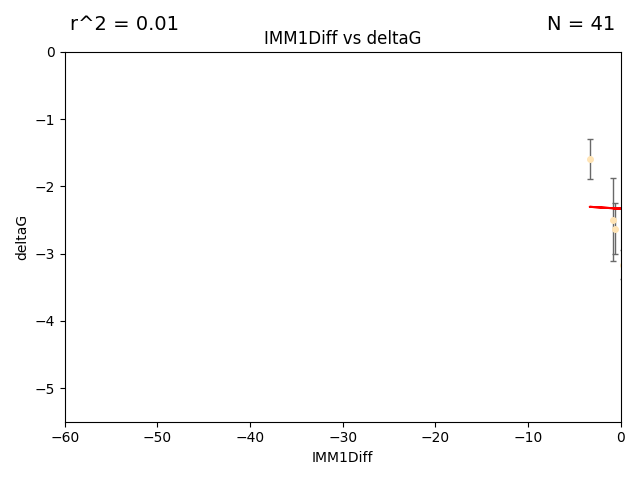 r^2 = 0.01
N = 41
IMM1Diff vs deltaG
0
−1
−2
−3
−4
−5
deltaG
−60
−50
−40
−30
−20
−10
0
IMM1Diff